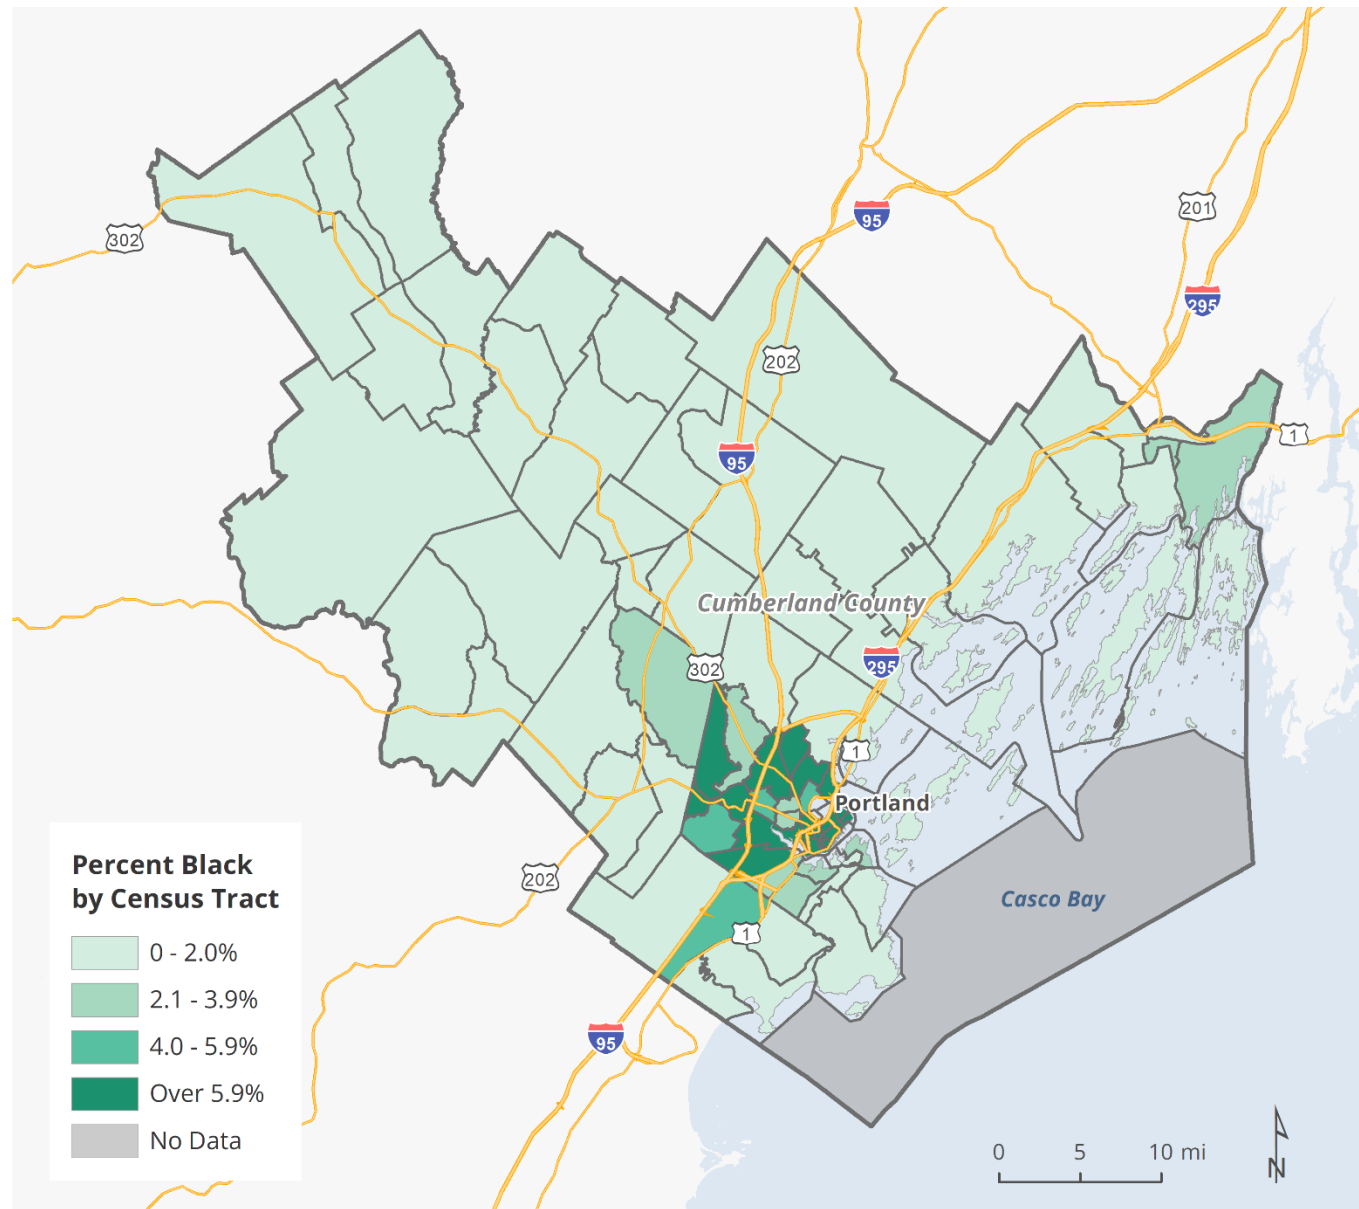 95
201
302
295
202
1
95
Cumberland County
295
302
1
Portland
Percent Black
by Census Tract
0 - 2.0%
2.1 - 3.9%
4.0 - 5.9%
Over 5.9%
No Data
202
Casco Bay
1
95
0 5 10 mi
N